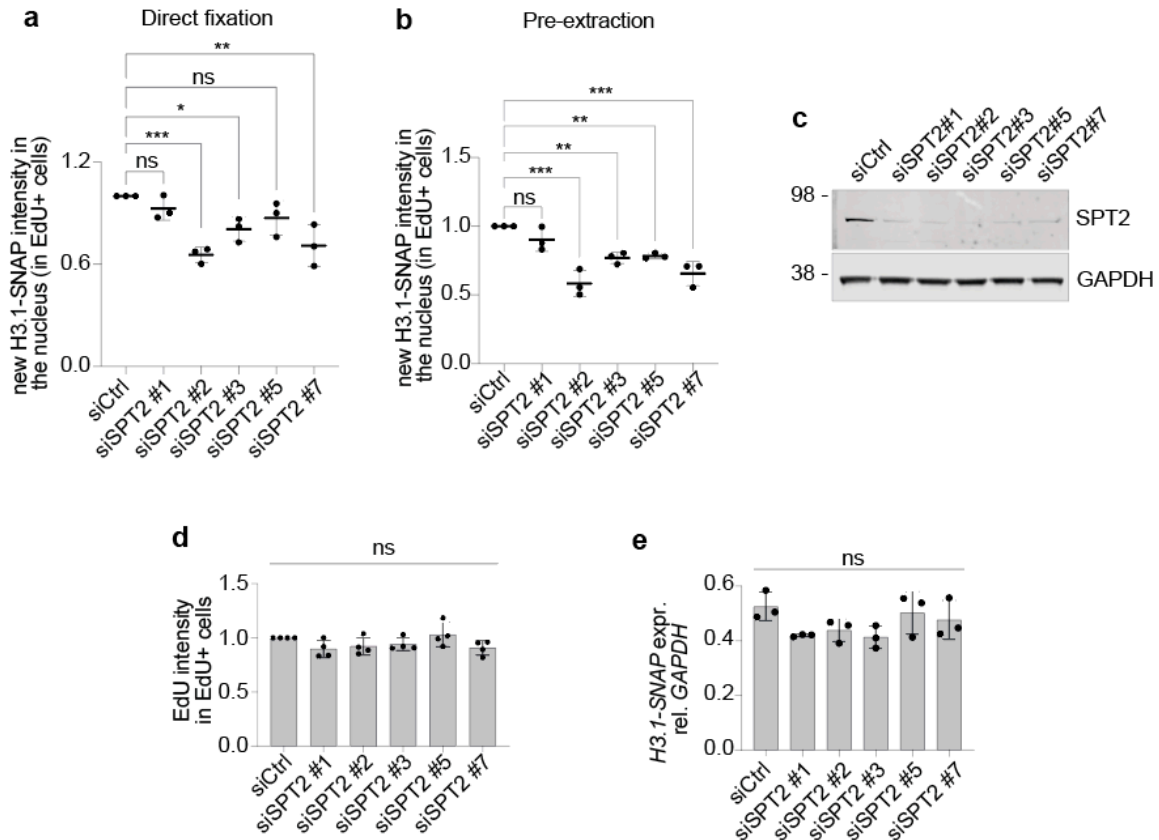 a
Direct fixation
**
ns
*
***
ns
new H3.1-SNAP intensity in
the nucleus (in EdU+ cells)
1.2
0.6
0.0
siCtrl
siSPT2 #1
siSPT2 #2
siSPT2 #3
siSPT2 #5
siSPT2 #7
b
Pre-extraction
***
**
**
***
ns
new H3.1-SNAP intensity in
the nucleus (in EdU+ cells)
1.5
1.0
0.5
0.0
siCtrl
siSPT2 #1
siSPT2 #2
siSPT2 #3
siSPT2 #5
siSPT2 #7
c
siCtrl
siSPT2#1
siSPT2#2
siSPT2#3
siSPT2#5
siSPT2#7
98 -
SPT2
38 -
GAPDH
d
ns
EdU intensity
in EdU+ cells
1.5
1.0
0.5
0.0
siCtrl
siSPT2 #1
siSPT2 #2
siSPT2 #3
siSPT2 #5
siSPT2 #7
e
ns
H3.1-SNAP expr.
rel. GAPDH
0.6
0.4
0.2
0.0
siCtrl
siSPT2 #1
siSPT2 #2
siSPT2 #3
siSPT2 #5
siSPT2 #7